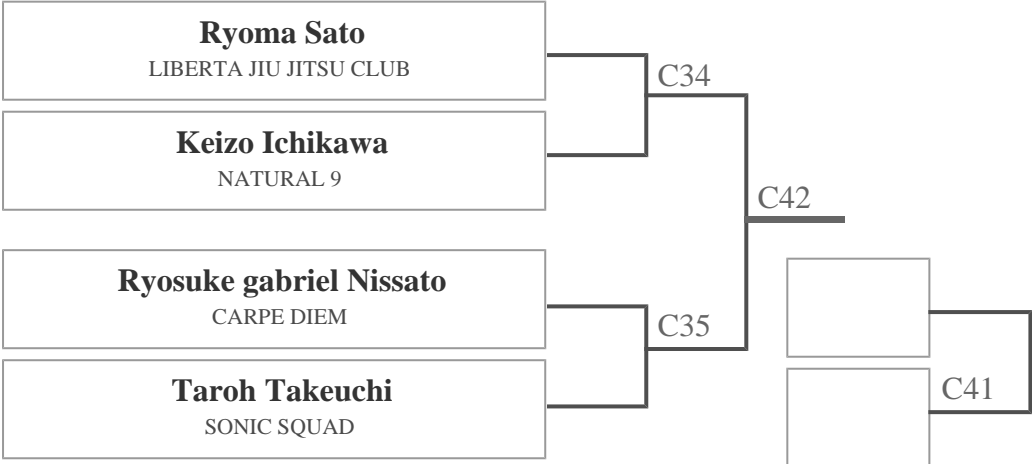 Ryoma Sato
LIBERTA JIU JITSU CLUB
C34
Keizo Ichikawa
NATURAL 9
C42
Ryosuke gabriel Nissato
CARPE DIEM
C35
Taroh Takeuchi
SONIC SQUAD
C41